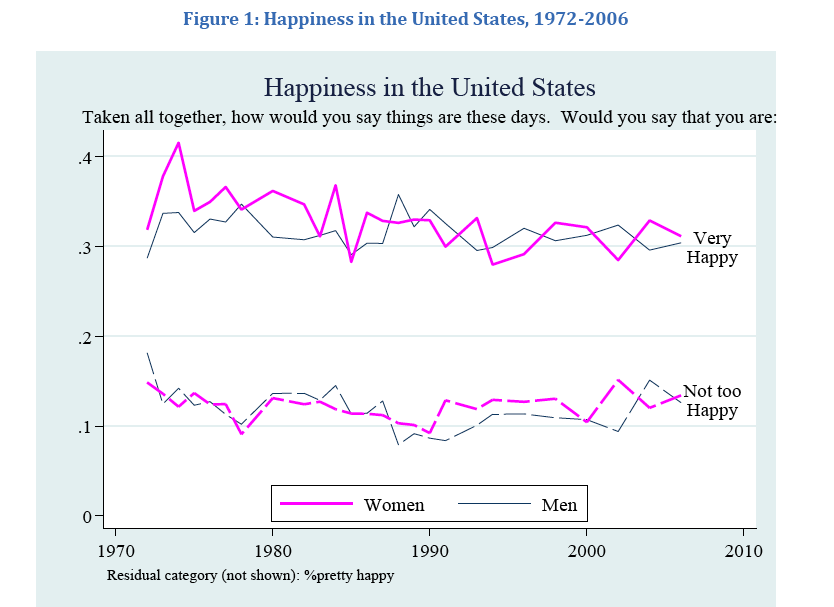 Figure 1: Happiness in the United States, 1972-2006
Happiness in the United States
Taken all together, how would you say things are these days.  Would you say that you are:
.4
.3
.2
.1
0
Very
Happy
Not too
Happy
Women
Men
1970
1980
1990
2000
2010
Residual category (not shown): %pretty happy